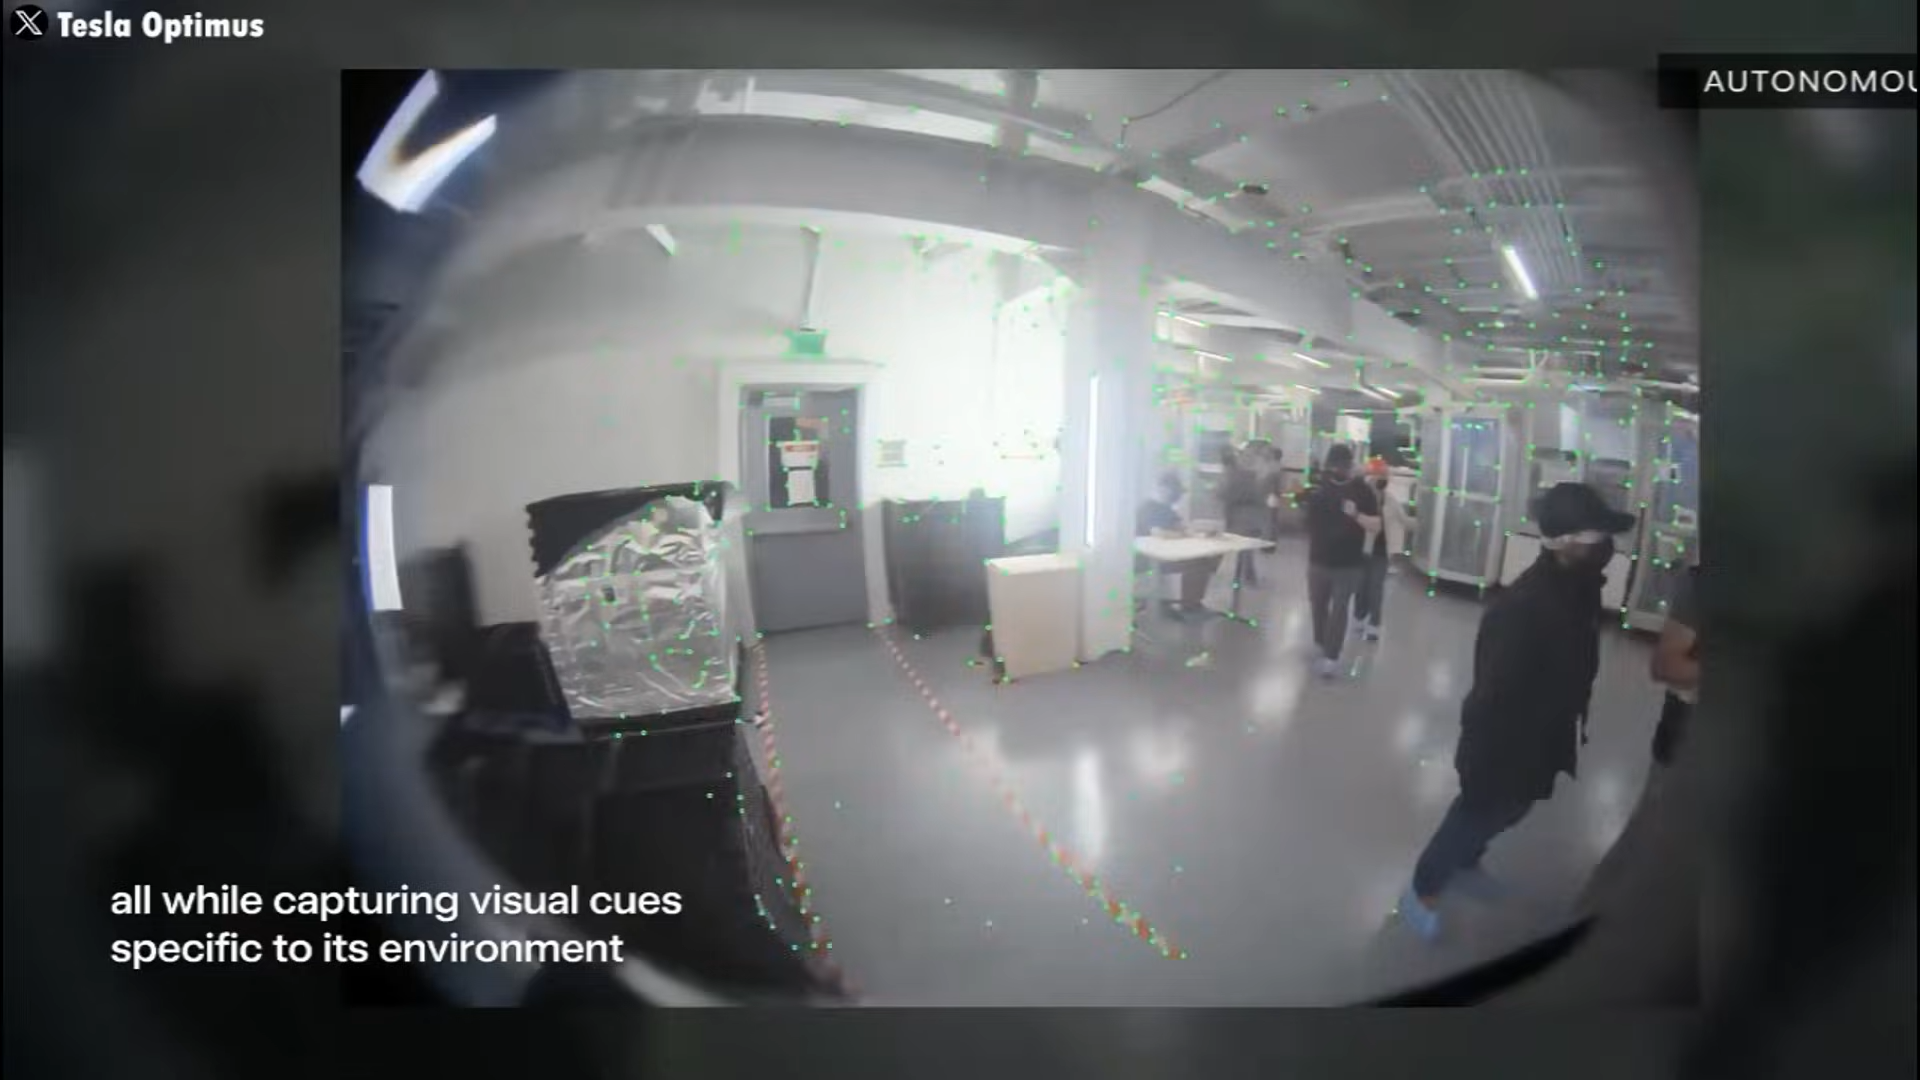 Tesla Optimus
AUTONOMOU
all while capturing visual cues
specific to its environment